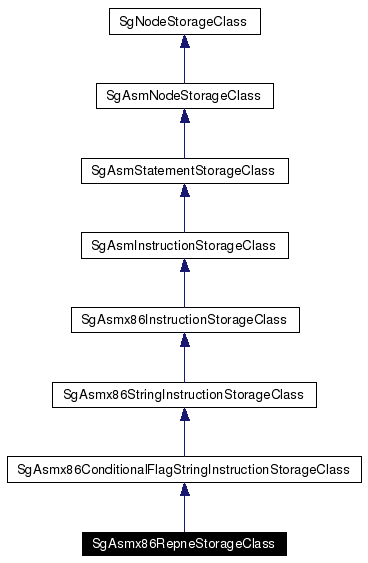 SgNodeStorageClass
SgAsmNodeStorageClass
SgAsmStatementStorageClass
SgAsmInstructionStorageClass
SgAsmx86InstructionStorageClass
SgAsmx86StringInstructionStorageClass
SgAsmx86ConditionalFlagStringInstructionStorageClass
SgAsmx86RepneStorageClass